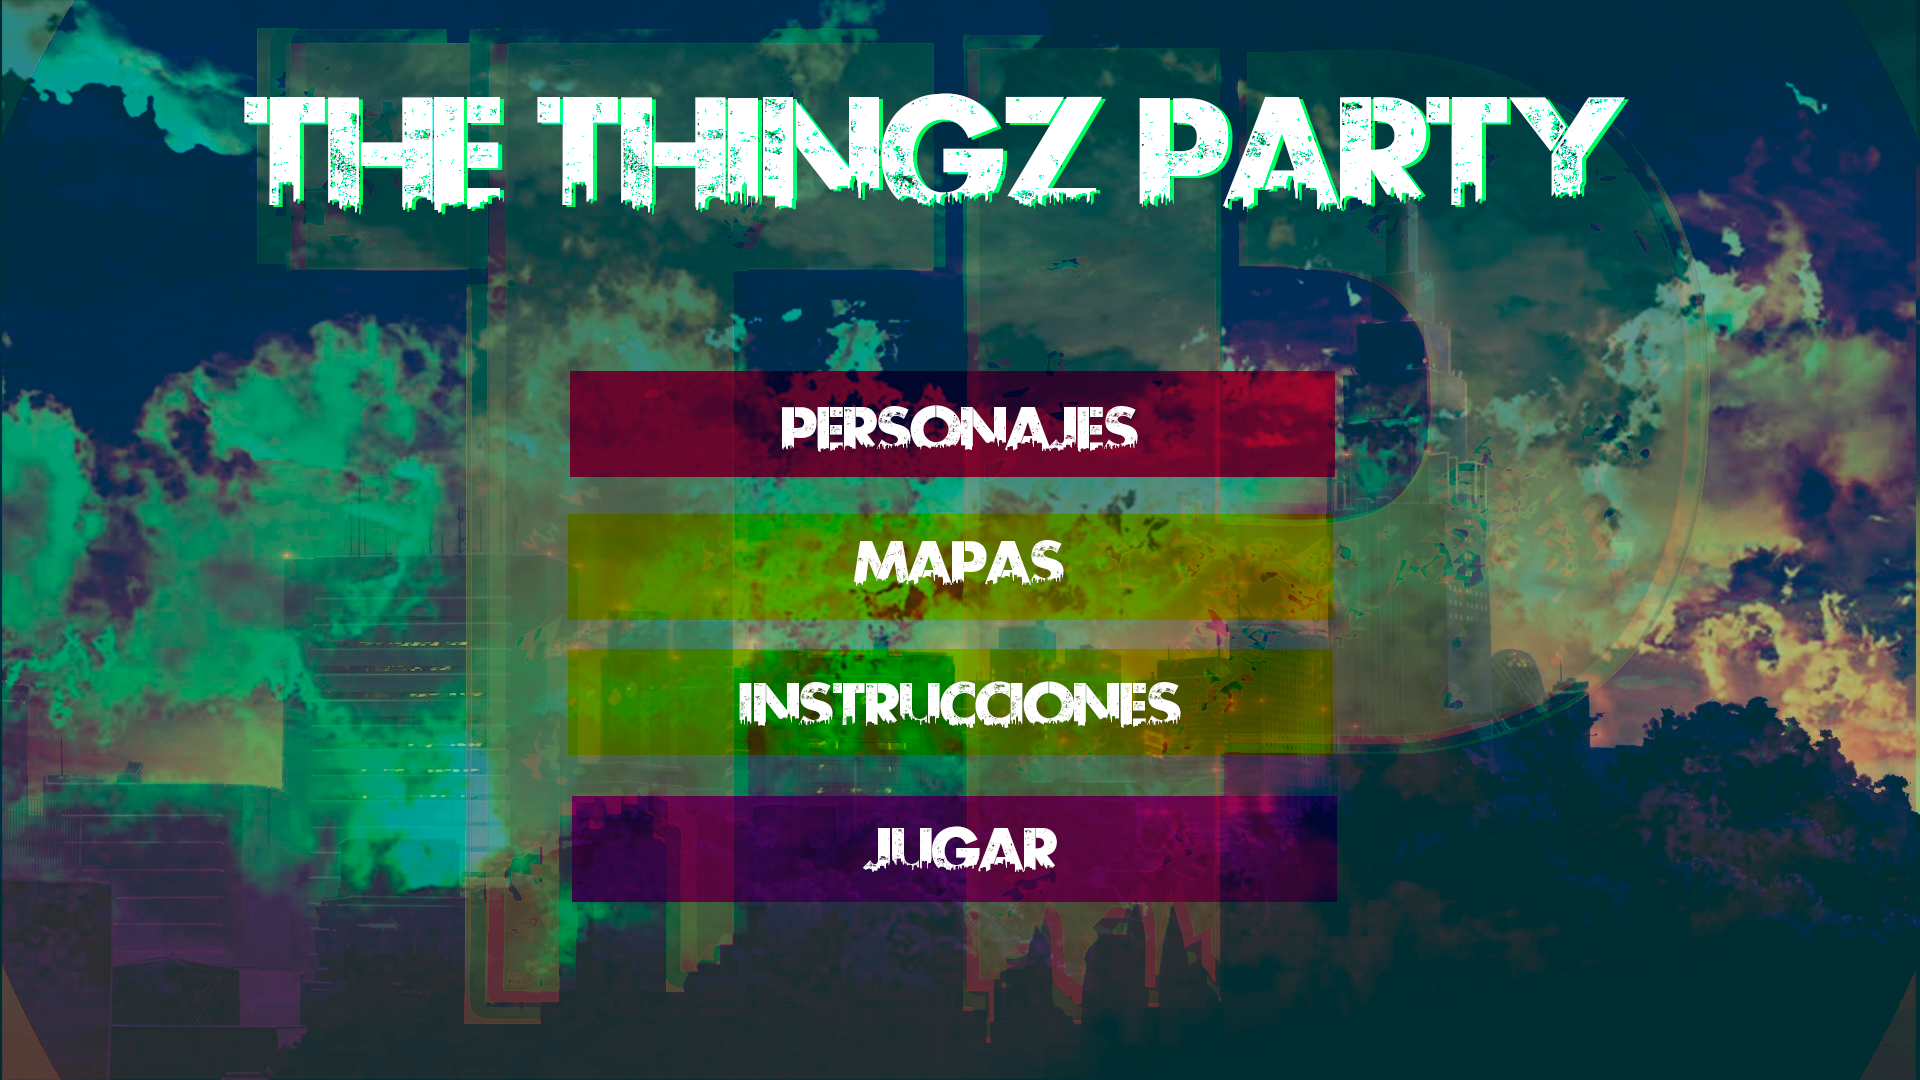 THE THINGZ PARTY
PERSONAJES
MAPAS
INSTRUCCIONES
JUGAR